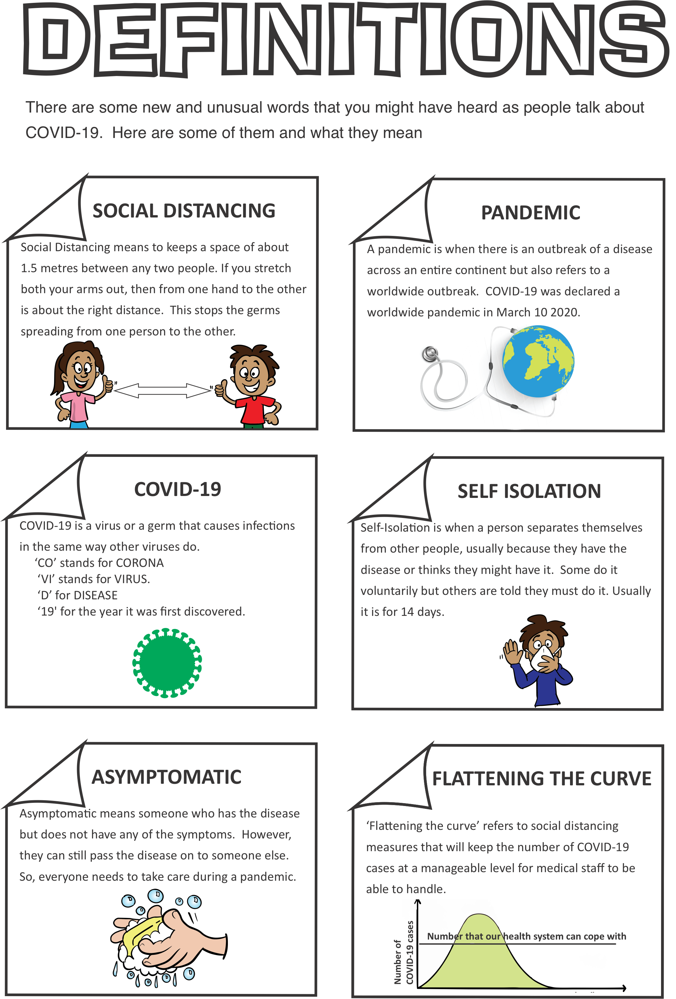 DEFINITIONS
There are some new and unusual words that you might have heard as people talk about
COVID-19.  Here are some of them and what they mean
SOCIAL DISTANCING
Social Distancing means to keeps a space of about
1.5 metres between any two people. If you stretch
both your arms out, then from one hand to the other
is about the right distance.  This stops the germs
spreading from one person to the other.
PANDEMIC
A pandemic is when there is an outbreak of a disease
across an entire continent but also refers to a
worldwide outbreak.  COVID-19 was declared a
worldwide pandemic in March 10 2020.
COVID-19
COVID-19 is a virus or a germ that causes infections
in the same way other viruses do.
‘CO’ stands for CORONA
‘VI’ stands for VIRUS.
‘D’ for DISEASE
‘19' for the year it was first discovered.
SELF ISOLATION
Self-Isolation is when a person separates themselves
from other people, usually because they have the
disease or thinks they might have it.  Some do it
voluntarily but others are told they must do it. Usually
it is for 14 days.
ASYMPTOMATIC
Asymptomatic means someone who has the disease
but does not have any of the symptoms.  However,
they can still pass the disease on to someone else.
So, everyone needs to take care during a pandemic.
FLATTENING THE CURVE
‘Flattening the curve’ refers to social distancing
measures that will keep the number of COVID-19
cases at a manageable level for medical staff to be
able to handle.
Number of
COVID-19 cases
Number that our health system can cope with